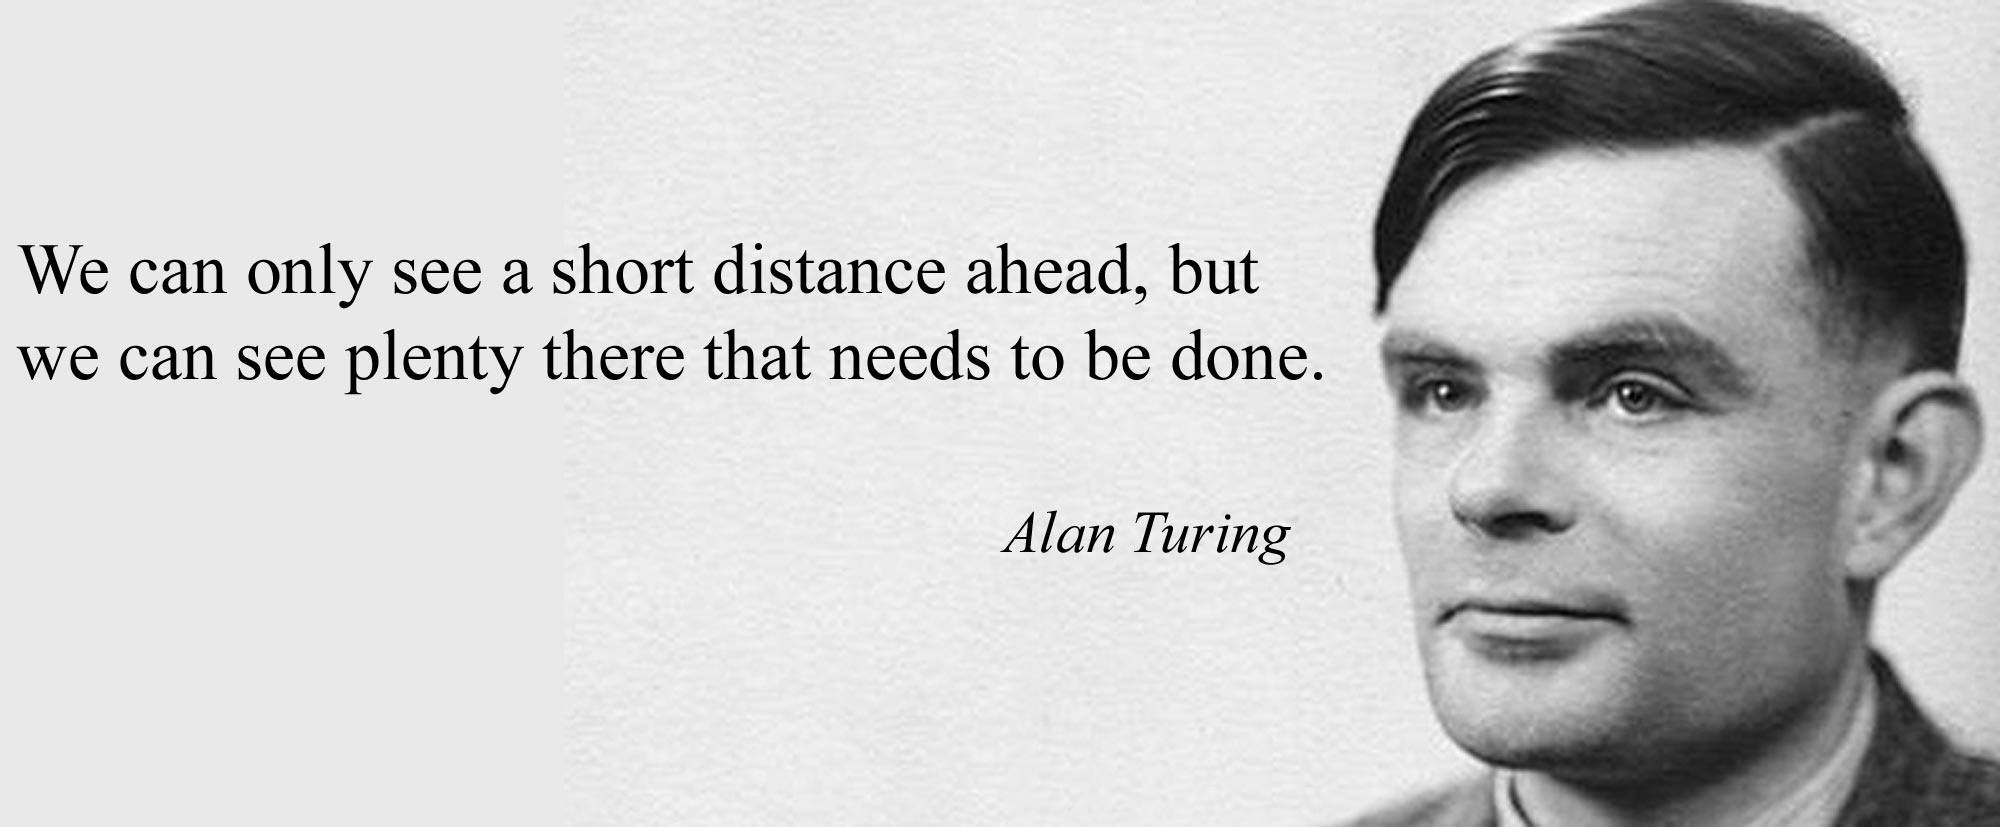 We can only see a short distance ahead, but
we can see plenty there that needs to be done.
Alan Turing